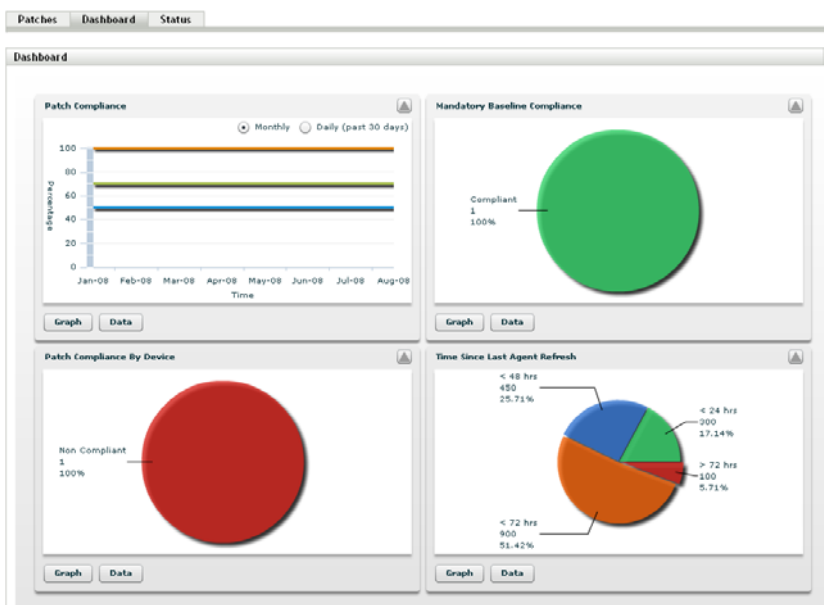 Patches Dashboard Status
Dashboard
Patch Compliance
Monthly Daily (past 30 days)
100
80
60
40
20
0
Percentage
Jan-08 Feb-08 Mar-08 Apr-08 May-08 Jun-08 Jul-08 Aug-08
Time
Graph Data
Mandatory Baseline Compliance
Compliant
1
100%
Graph Data
Patch Compliance By Device
Non Compliant
1
100%
Graph Data
Time Since Last Agent Refresh
< 48 hrs
450
25.71%
< 24 hrs
300
17.14%
> 72 hrs
100
5.71%
< 72 hrs
900
51.42%
Graph Data